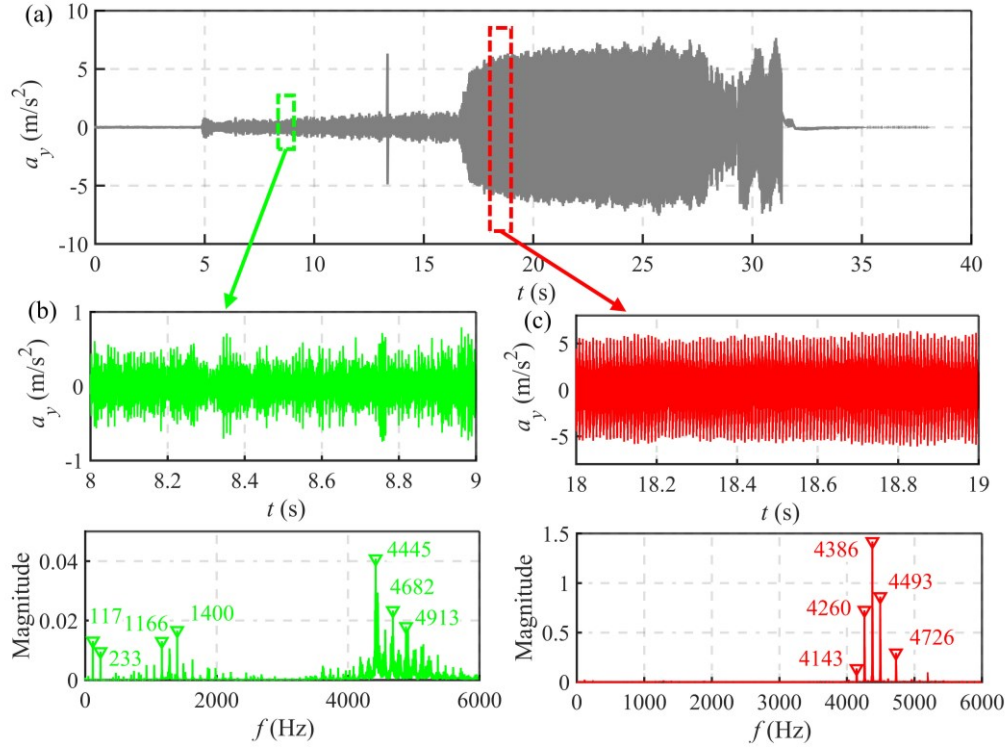 (a)
10
5
0
-5
-10
a_y (m/s²)
0 5 10 15 20 25 30 35 40
t (s)
(b)
1
0
-1
a_y (m/s²)
8 8.2 8.4 8.6 8.8 9
t (s)
(c)
5
0
-5
a_y (m/s²)
18 18.2 18.4 18.6 18.8 19
t (s)
0.04
0.02
0
Magnitude
117
233
1166
1400
4445
4682
4913
0 2000 4000 6000
f (Hz)
1.5
1
0.5
0
Magnitude
4143
4260
4386
4493
4726
0 1000 2000 3000 4000 5000 6000
f (Hz)